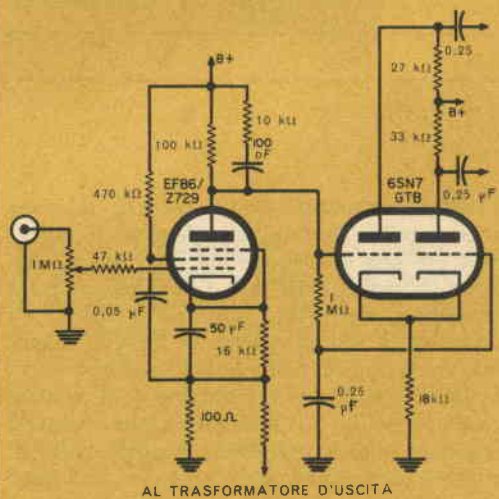 B+
0.25
10 kΩ
27 kΩ
100 kΩ
100 pF
B+
33 kΩ
470 kΩ
EF86/
Z729
6SN7
GTB
0,25 µF
1 MΩ
47 kΩ
1
MΩ
0,05 µF
50 µF
15 kΩ
0.25
µF
18kΩ
100Ω
AL TRASFORMATORE D'USCITA